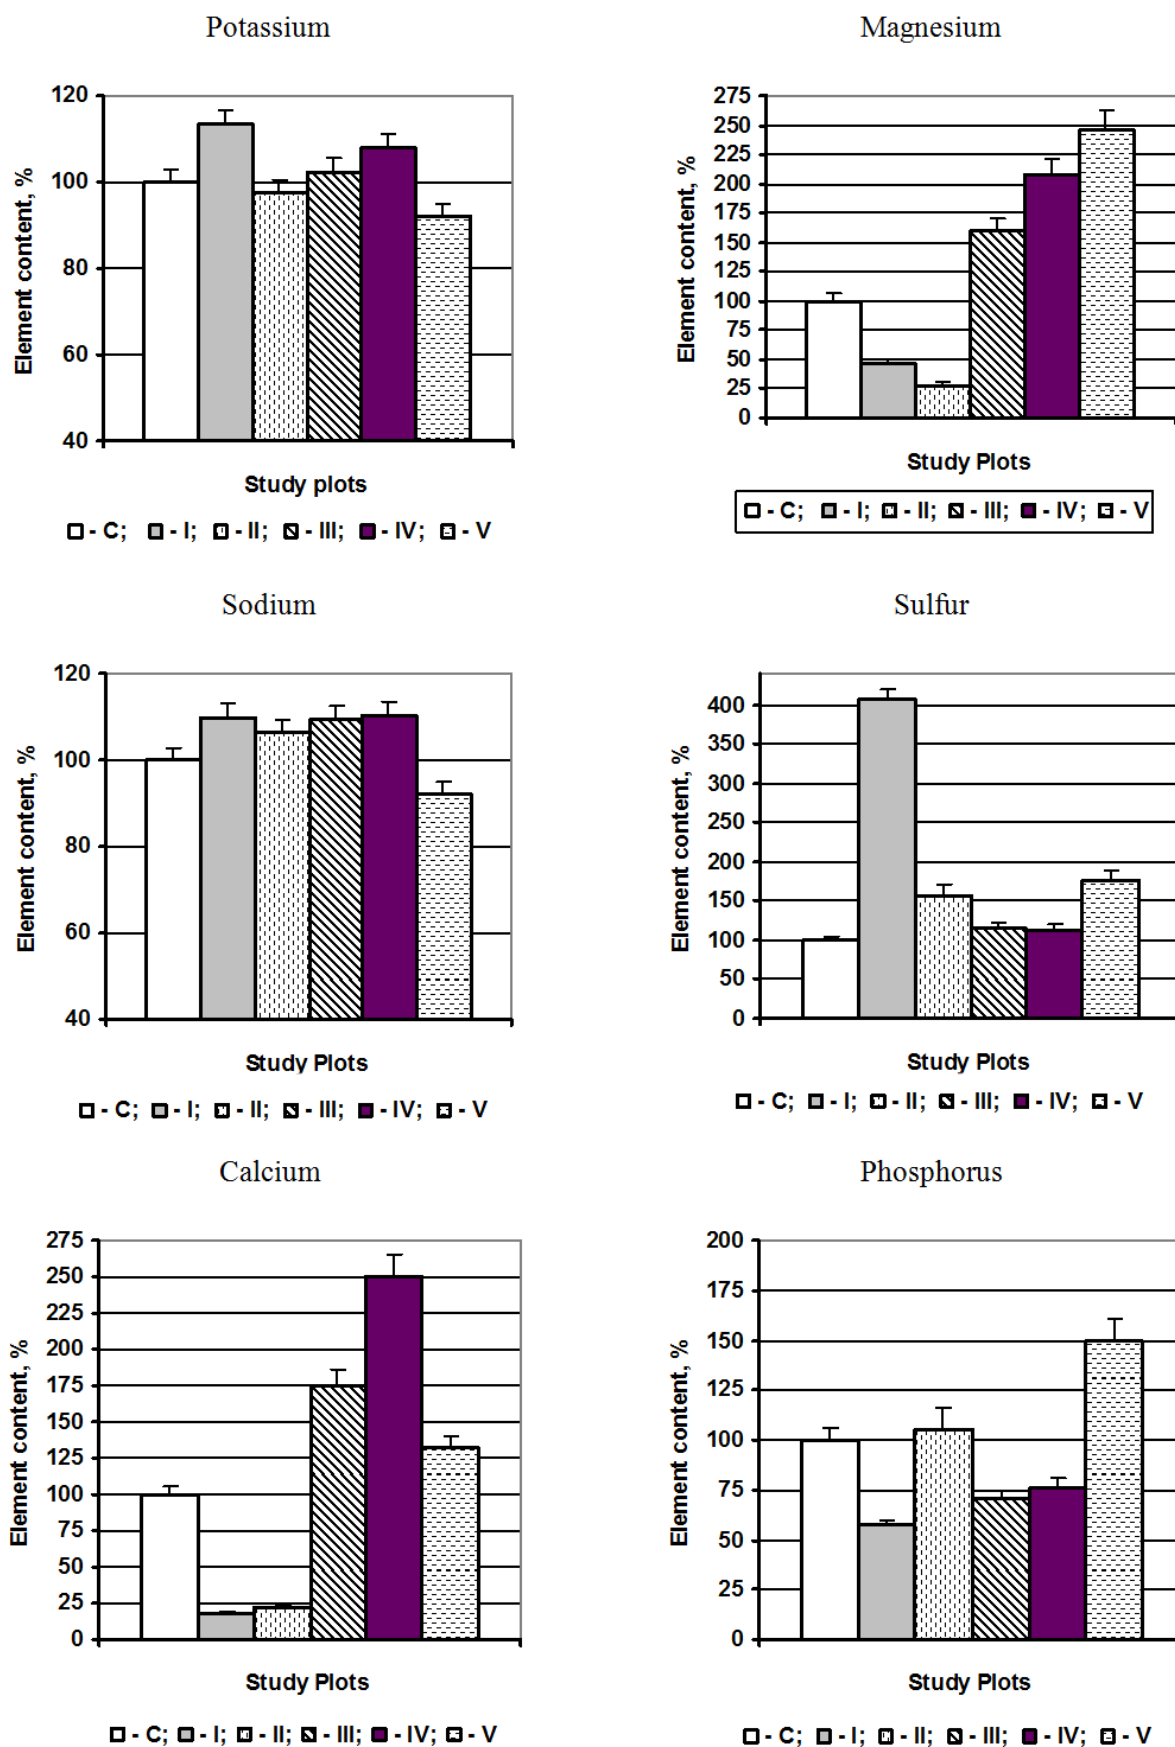 Potassium
120
100
80
60
40
Element content, %
Study plots
- C; - I; - II; - III; - IV; - V
Magnesium
275
250
225
200
175
150
125
100
75
50
25
0
Element content, %
Study Plots
- C; - I; - II; - III; - IV; - V
Sodium
120
100
80
60
40
Element content, %
Study Plots
- C; - I; - II; - III; - IV; - V
Sulfur
400
350
300
250
200
150
100
50
0
Element content, %
Study Plots
- C; - I; - II; - III; - IV; - V
Calcium
275
250
225
200
175
150
125
100
75
50
25
0
Element content, %
Study Plots
- C; - I; - II; - III; - IV; - V
Phosphorus
200
175
150
125
100
75
50
25
0
Element content, %
Study Plots
- C; - I; - II; - III; - IV; - V